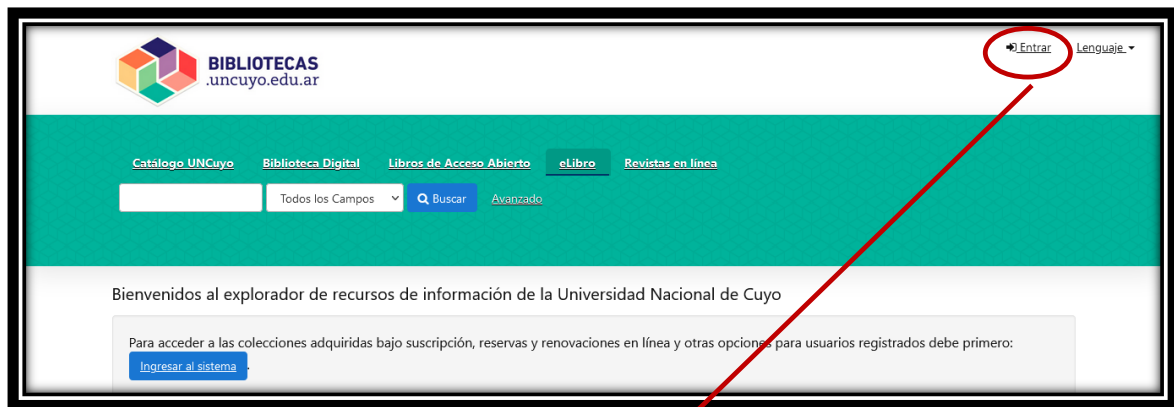 BIBLIOTECAS
.uncuyo.edu.ar
Entrar Lenguaje
Catálogo UNCuyo Biblioteca Digital Libros de Acceso Abierto eLibro Revistas en línea
Todos los Campos Buscar Avanzado
Bienvenidos al explorador de recursos de información de la Universidad Nacional de Cuyo
Para acceder a las colecciones adquiridas bajo suscripción, reservas y renovaciones en línea y otras opciones para usuarios registrados debe primero:
Ingresar al sistema.